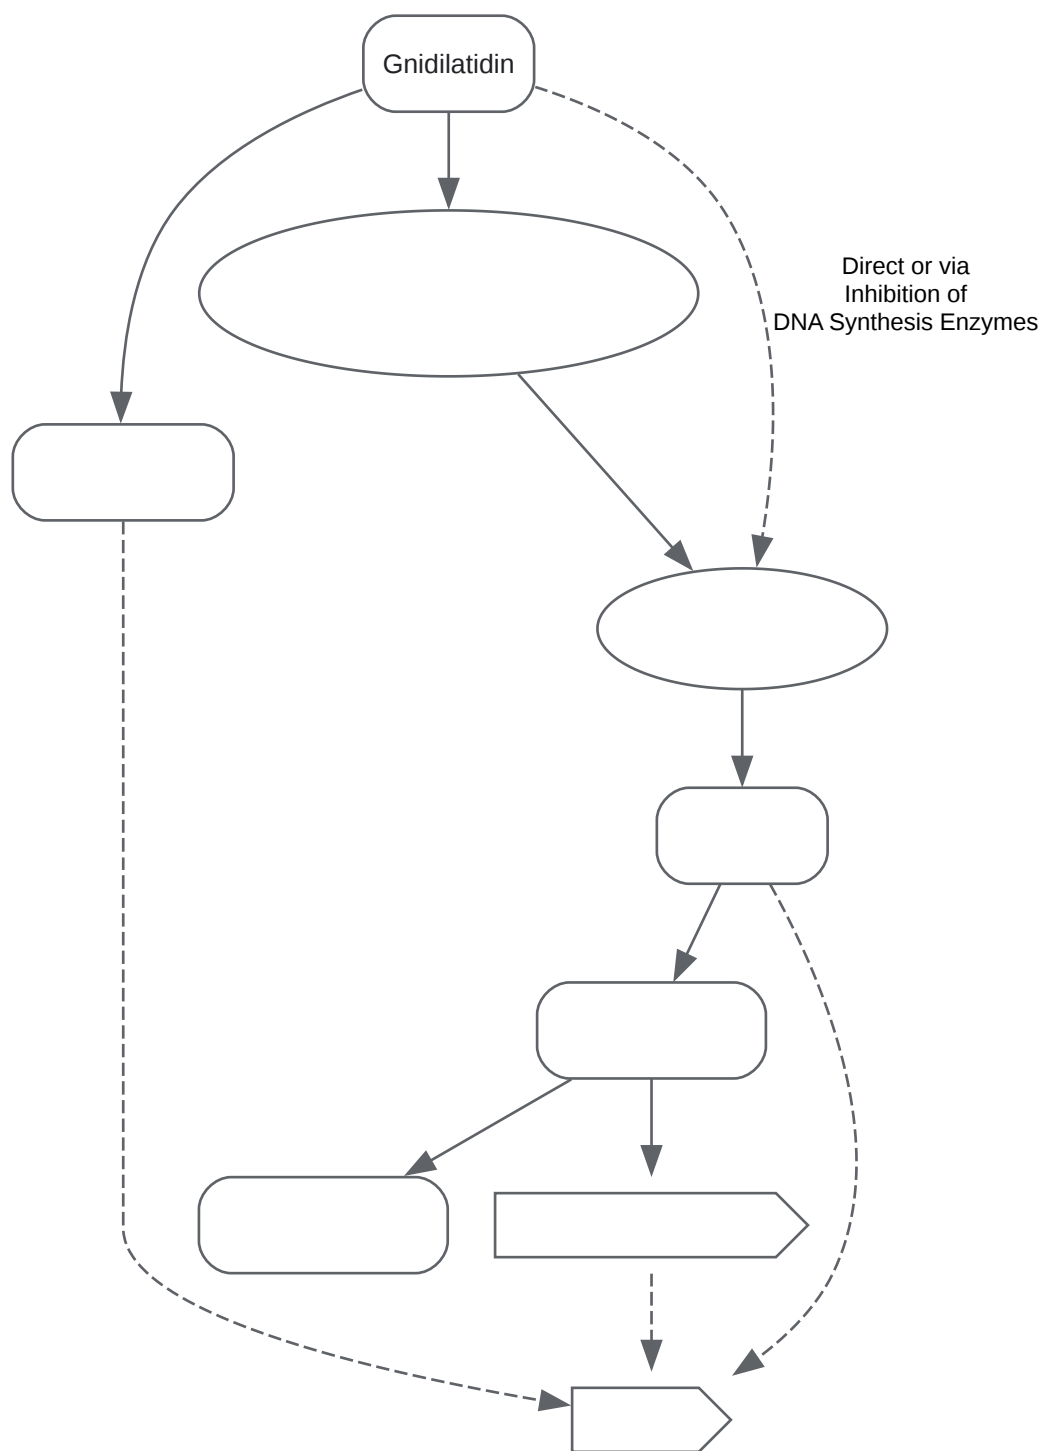 Gnidilatidin
Direct or via
Inhibition of
DNA Synthesis Enzymes